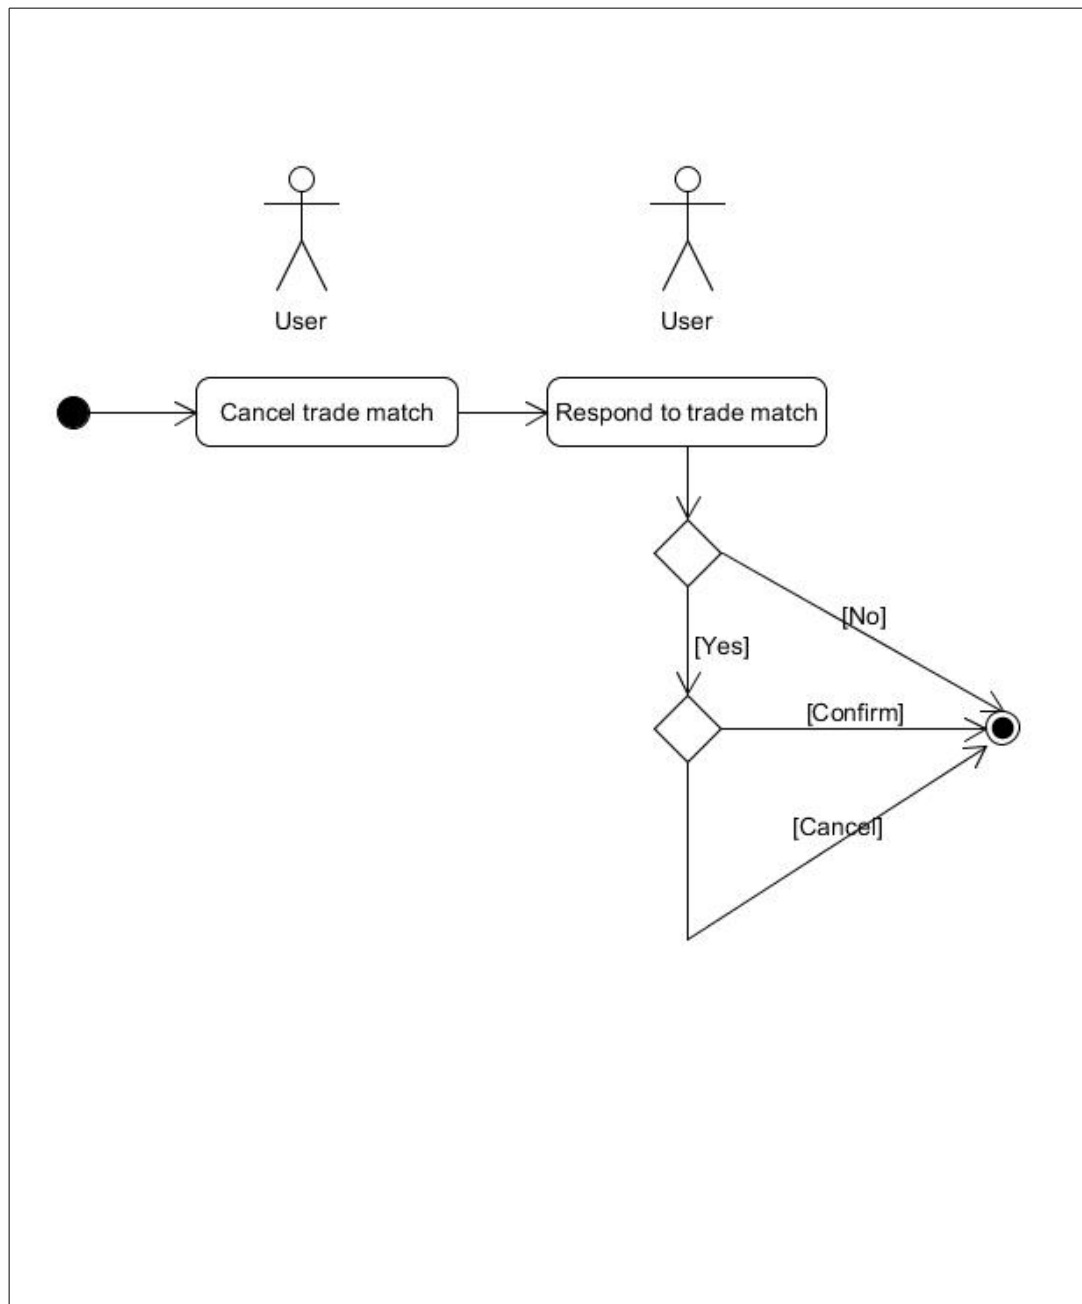 User
User
Cancel trade match
Respond to trade match
[No]
[Yes]
[Confirm]
[Cancel]